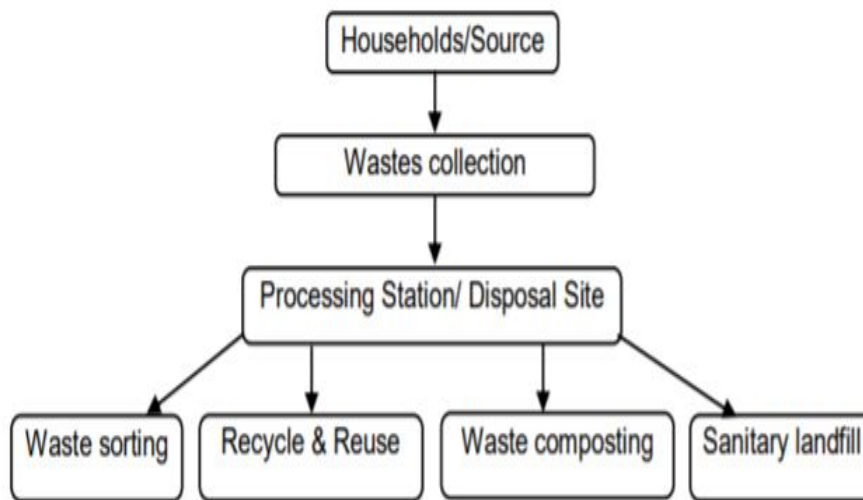 Households/Source
Wastes collection
Processing Station/ Disposal Site
Waste sorting
Recycle & Reuse
Waste composting
Sanitary landfill